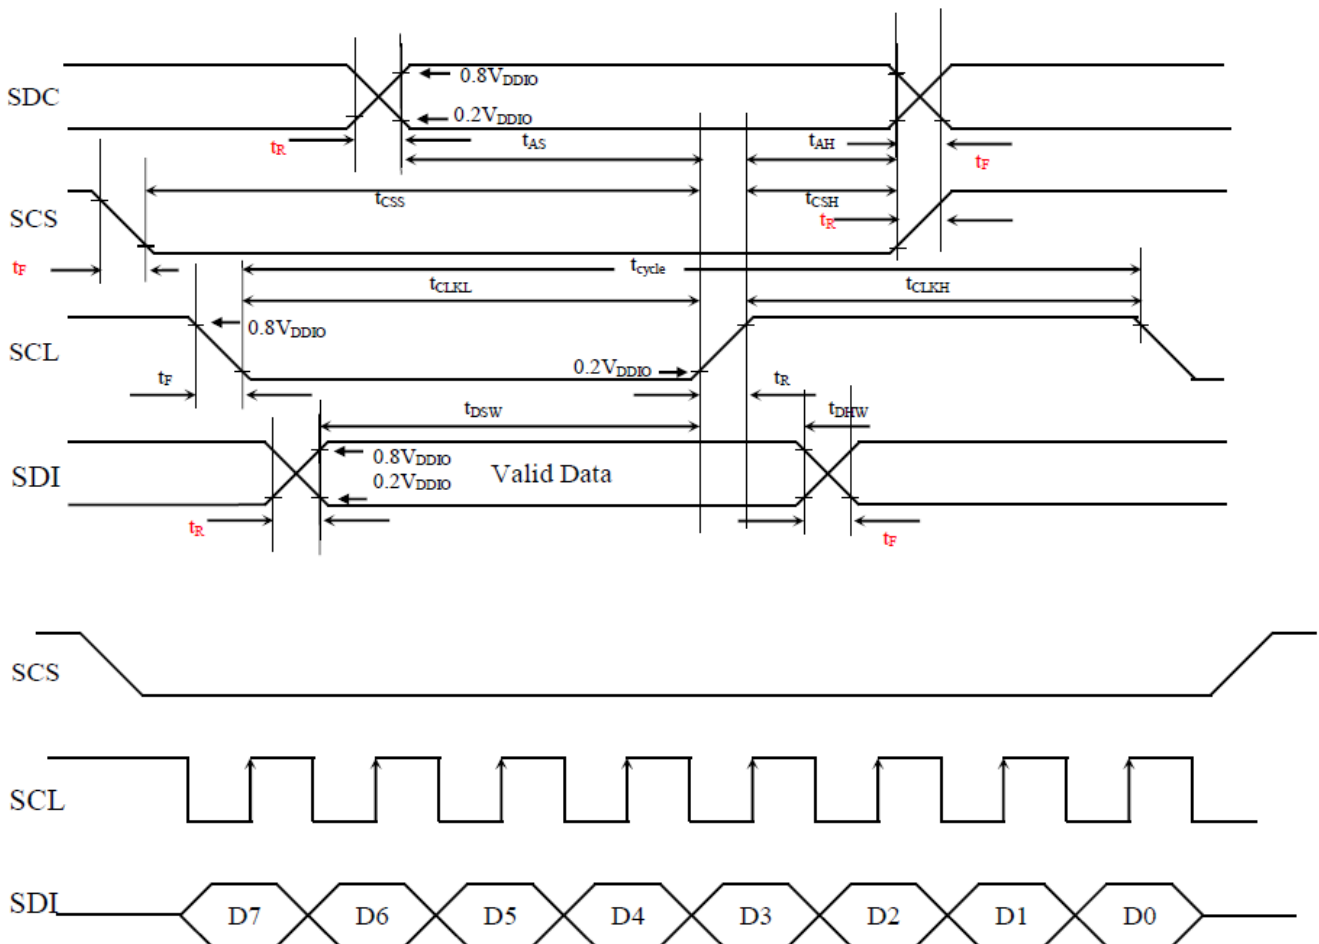 0.8VDDIO
SDC
0.2VDDIO
tR tAS tAH tF
tCSS tCSH
SCS tR
tF tcycle
tCLKL tCLKH
0.8VDDIO
SCL 0.2VDDIO
tF tR
tDSW tDHW
0.8VDDIO
SDI Valid Data
0.2VDDIO
tR tF
SCS
SCL
SDI D7 D6 D5 D4 D3 D2 D1 D0